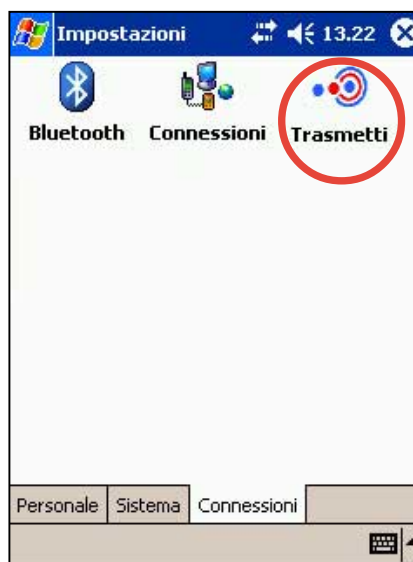 Impostazioni 13.22
Bluetooth Connessioni Trasmetti
Personale Sistema Connessioni